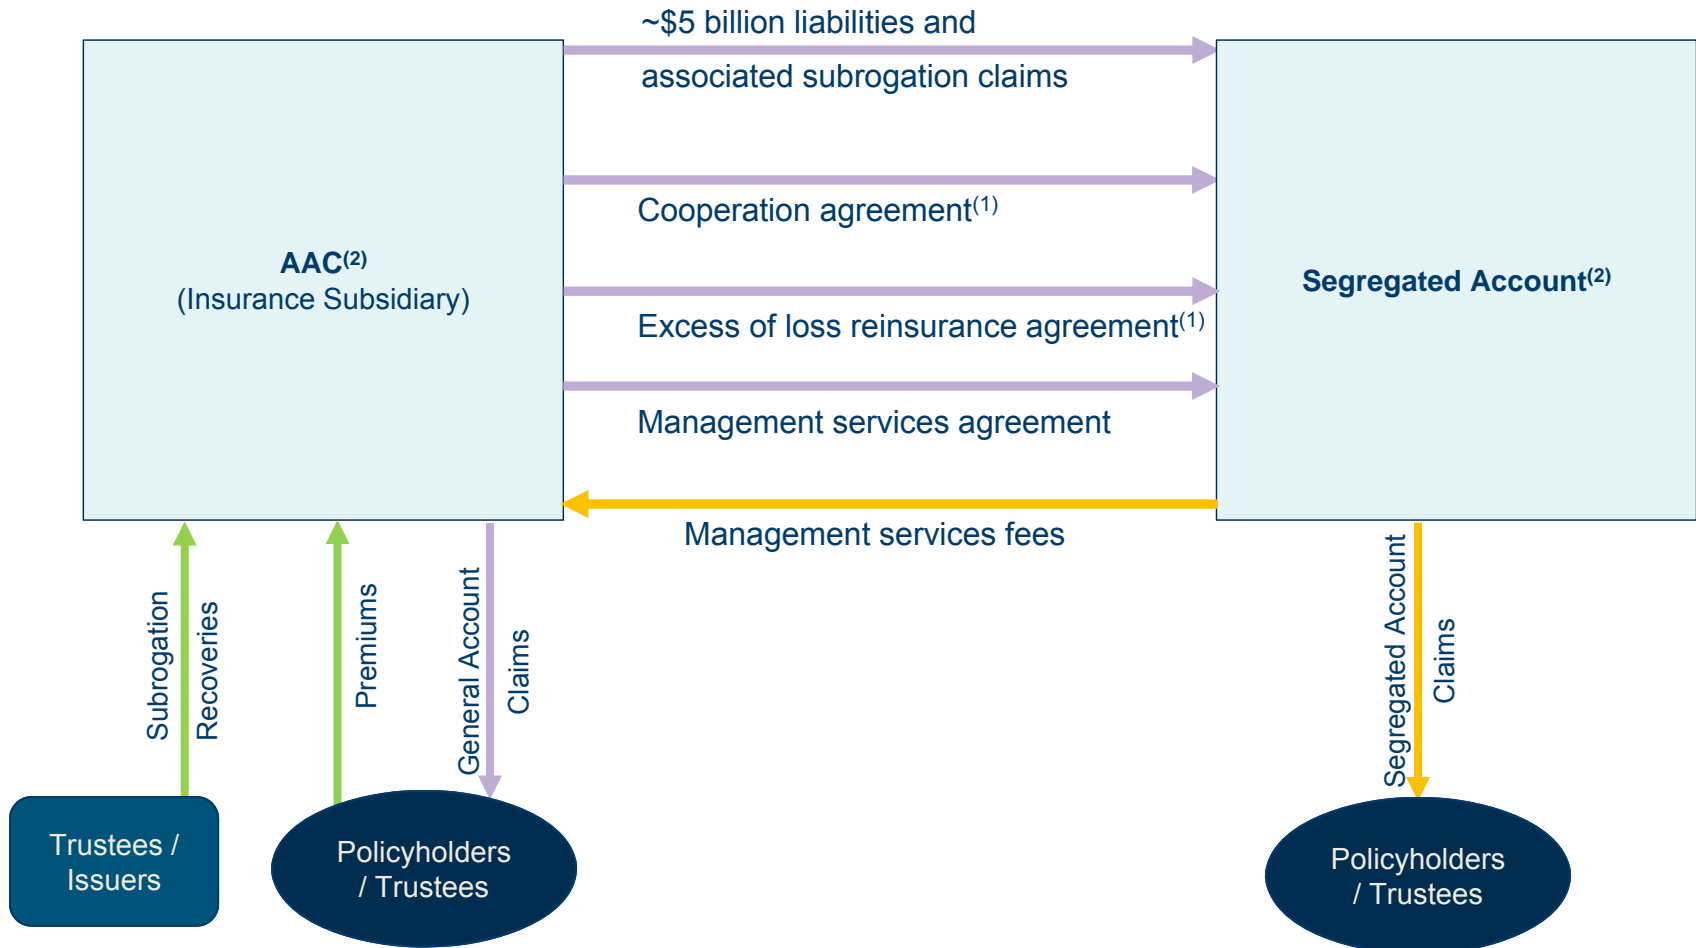 ~$5 billion liabilities and
associated subrogation claims
Cooperation agreement(1)
AAC(2)
(Insurance Subsidiary)
Segregated Account(2)
Excess of loss reinsurance agreement(1)
Management services agreement
Management services fees
Subrogation
Recoveries
Premiums
General Account
Claims
Segregated Account
Claims
Trustees /
Issuers
Policyholders
/ Trustees
Policyholders
/ Trustees